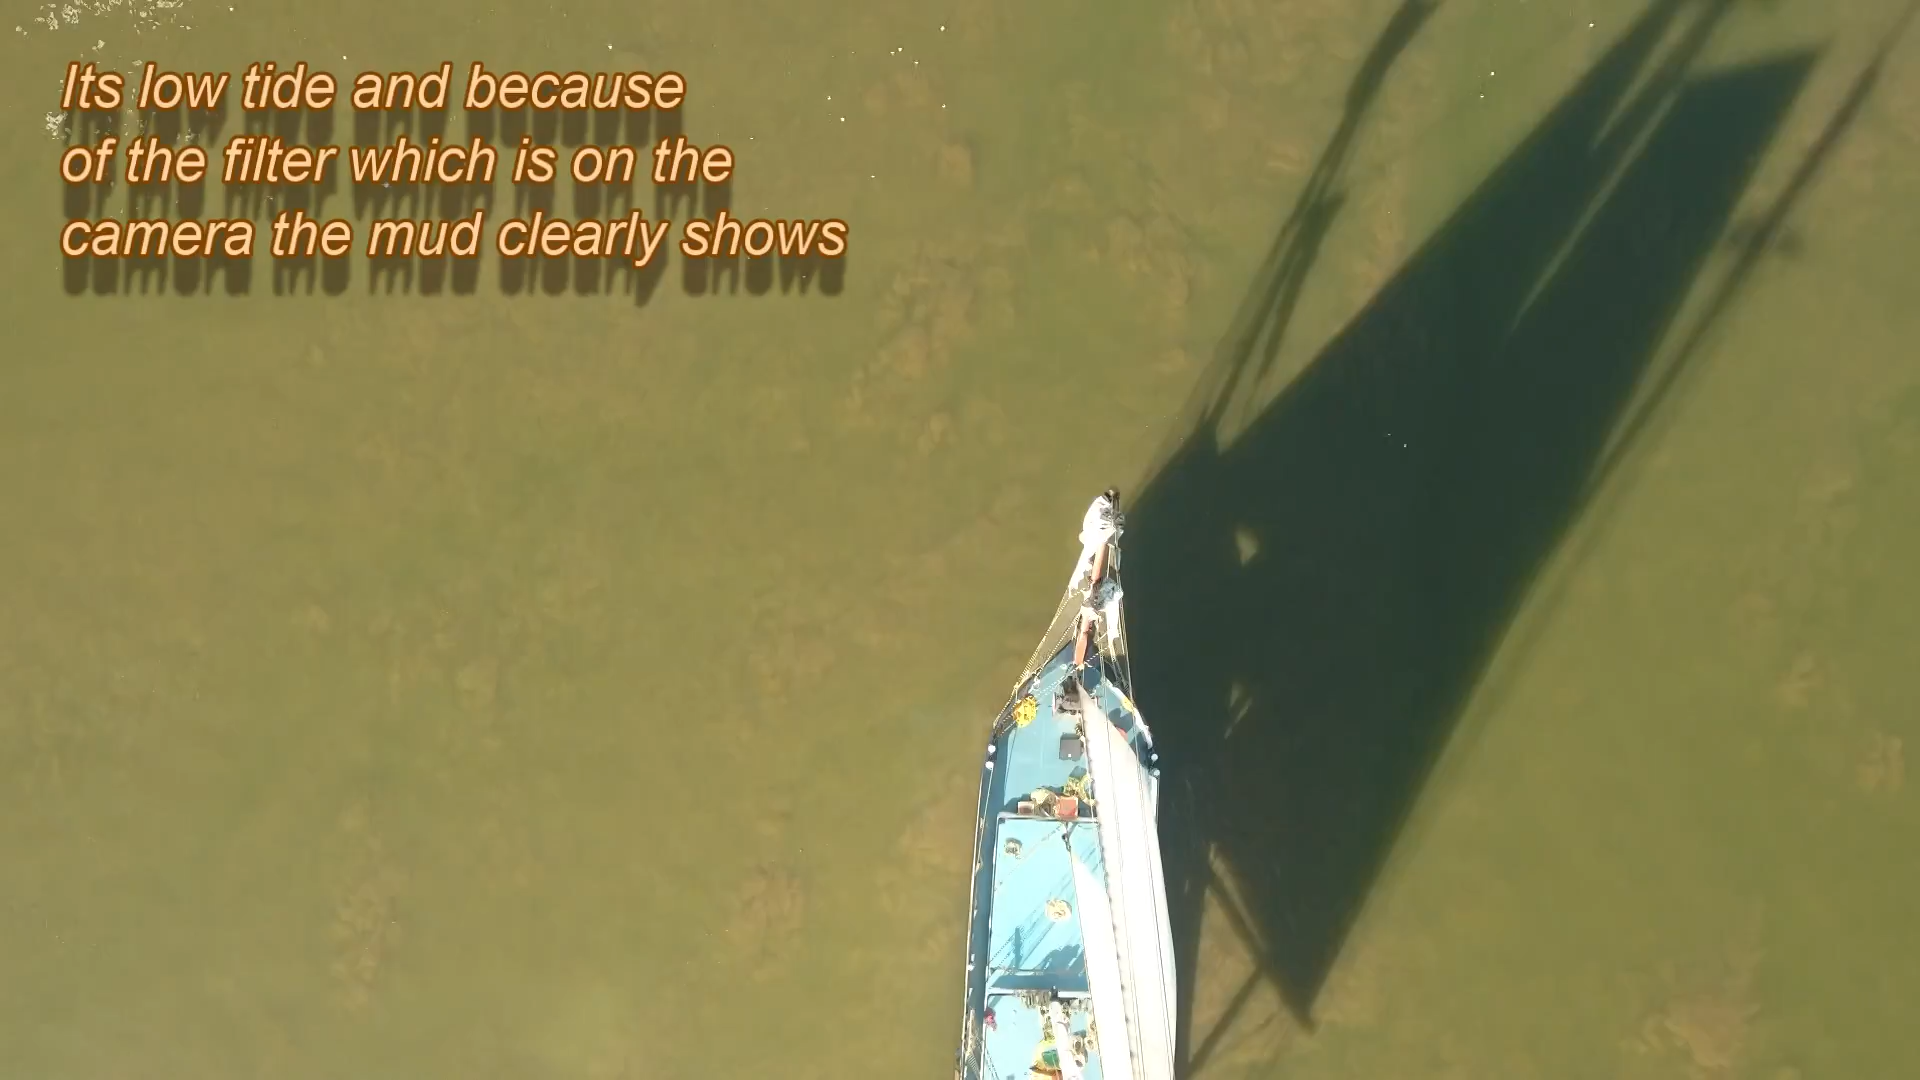 Its low tide and because
of the filter which is on the
camera the mud clearly shows